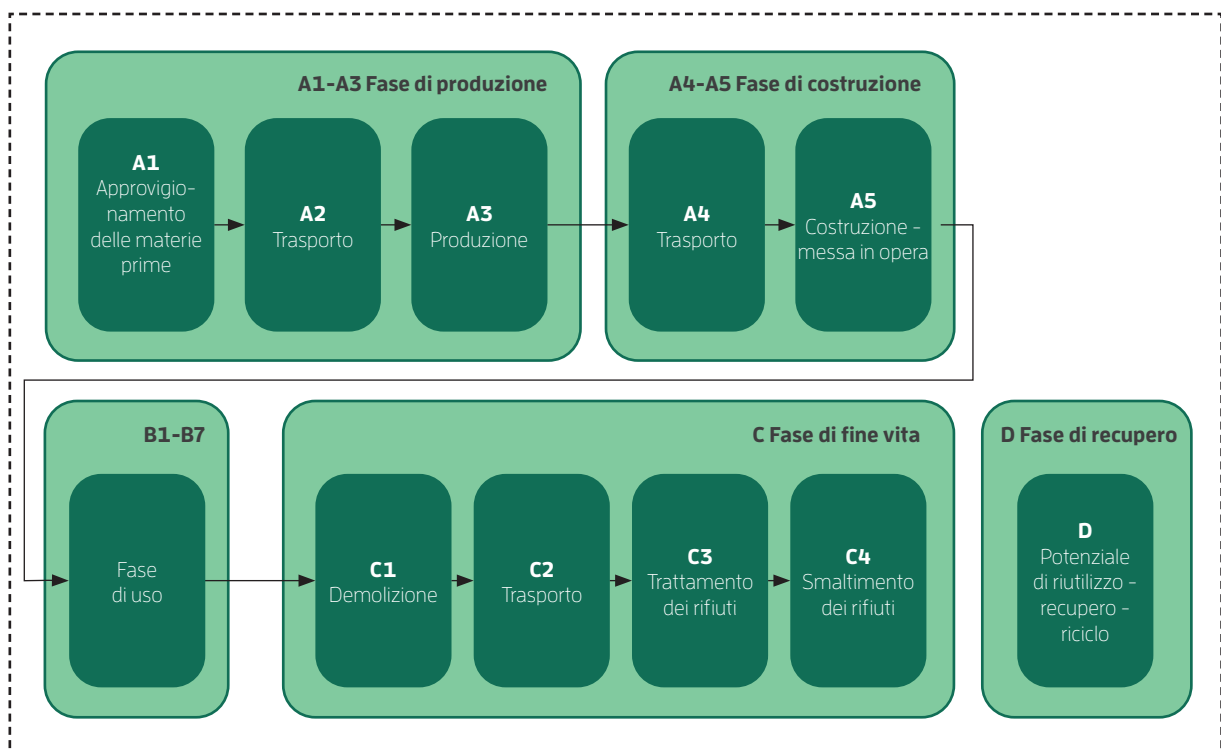 A1-A3 Fase di produzione
A1
Approvigio-
namento
delle materie
prime
A2
Trasporto
A3
Produzione
A4-A5 Fase di costruzione
A4
Trasporto
A5
Costruzione -
messa in opera
B1-B7
Fase
di uso
C Fase di fine vita
C1
Demolizione
C2
Trasporto
C3
Trattamento
dei rifiuti
C4
Smaltimento
dei rifiuti
D Fase di recupero
D
Potenziale
di riutilizzo -
recupero -
riciclo